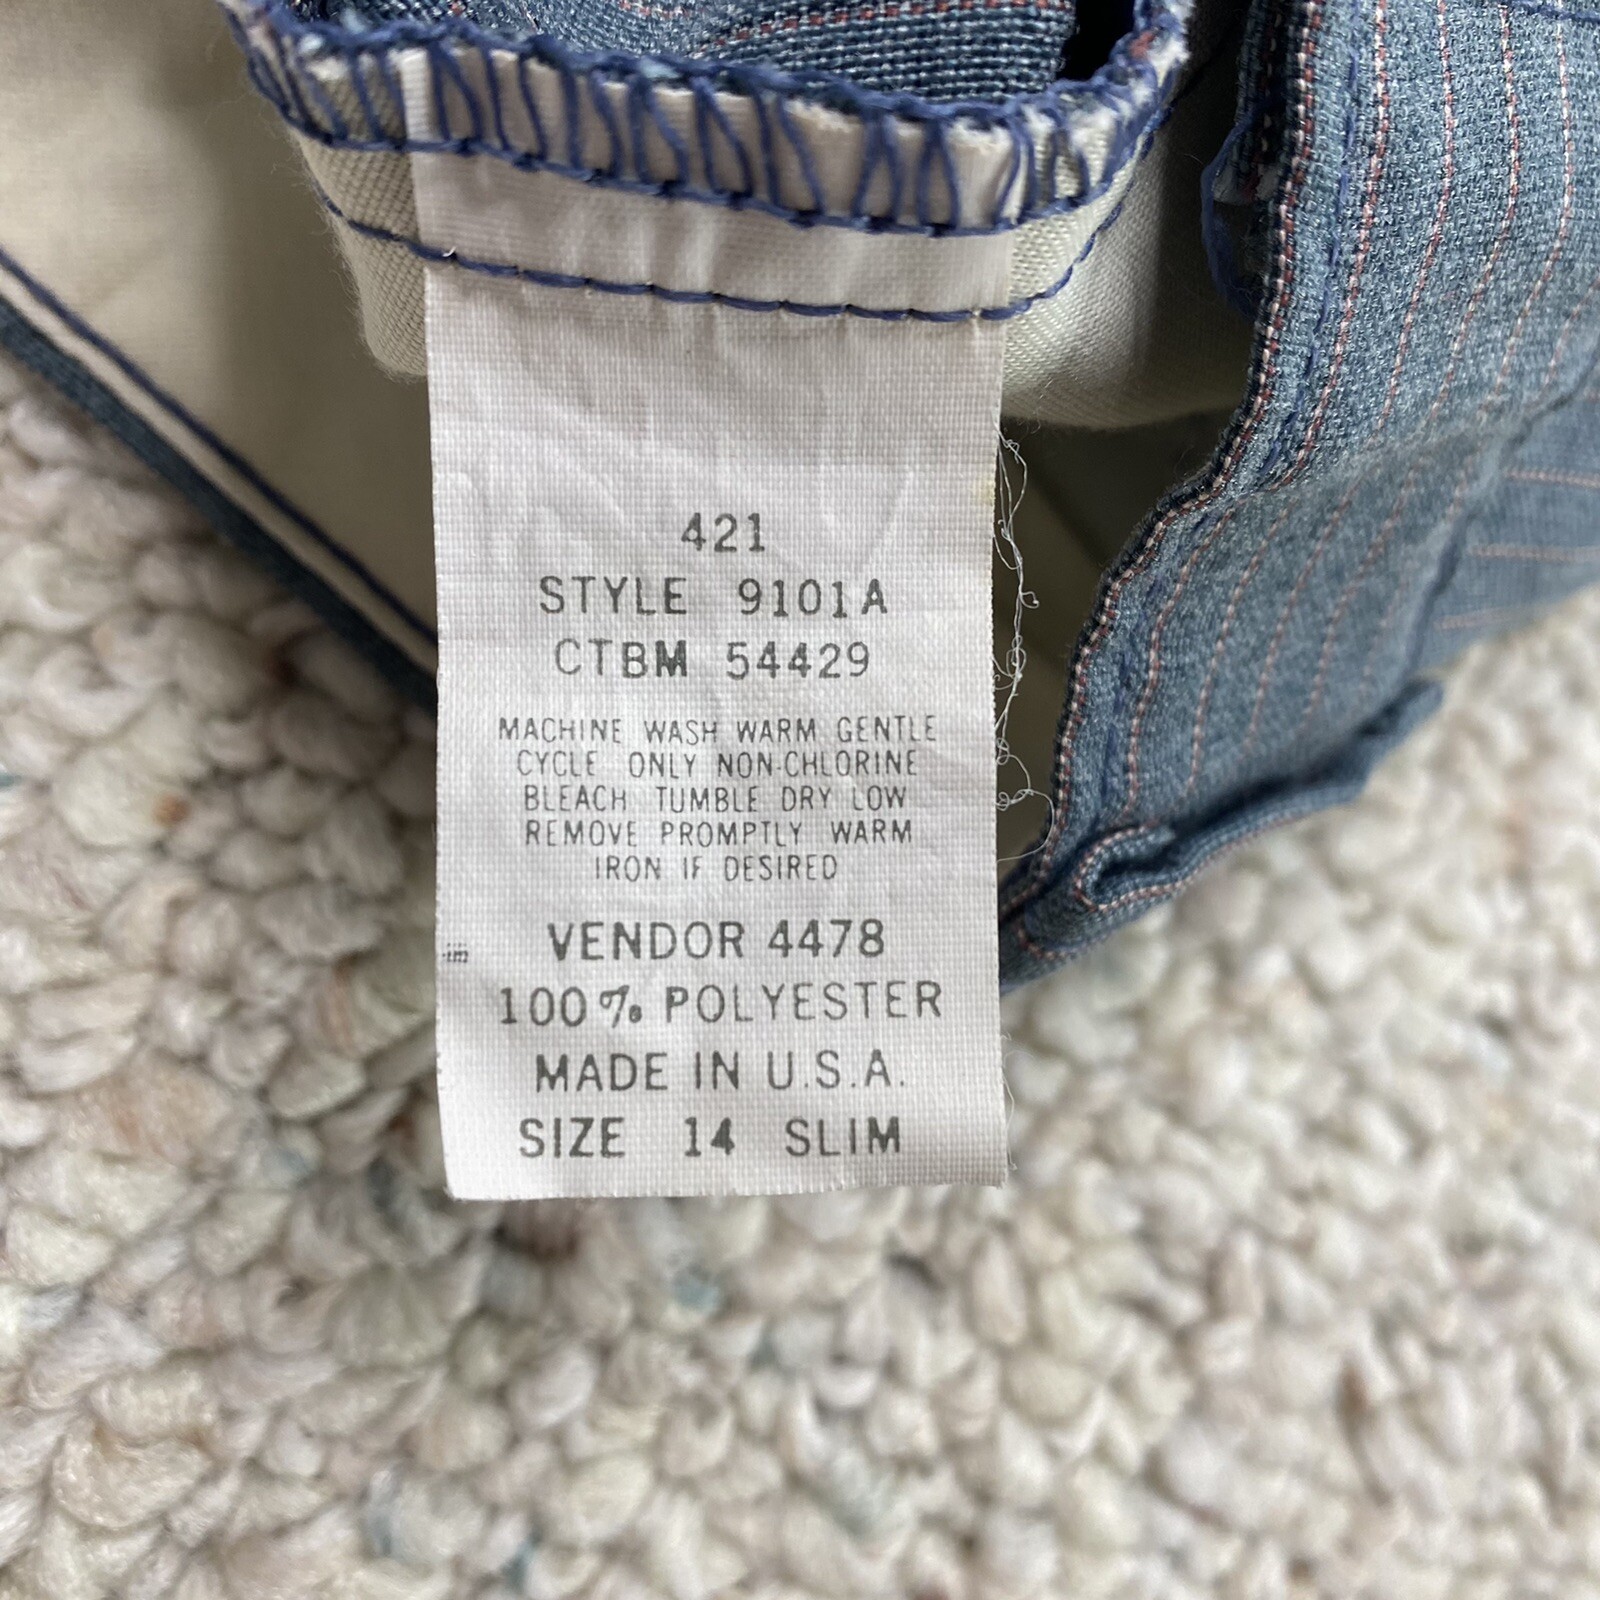 421
STYLE 9101A
CTBM 54429
MACHINE WASH WARM GENTLE
CYCLE ONLY NON-CHLORINE
BLEACH TUMBLE DRY LOW
REMOVE PROMPTLY WARM
IRON IF DESIRED
VENDOR 4478
100% POLYESTER
MADE IN U.S.A.
SIZE 14 SLIM